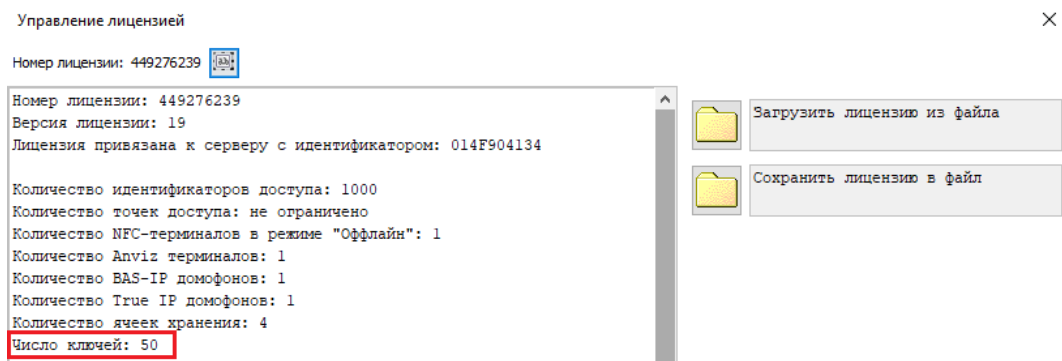 Управление лицензией
Номер лицензии: 449276239
Номер лицензии: 449276239
Версия лицензии: 19
Лицензия привязана к серверу с идентификатором: 014F904134
Количество идентификаторов доступа: 1000
Количество точек доступа: не ограничено
Количество NFC-терминалов в режиме "Оффлайн": 1
Количество Anviz терминалов: 1
Количество BAS-IP домофонов: 1
Количество True IP домофонов: 1
Количество ячеек хранения: 4
Число ключей: 50
Загрузить лицензию из файла
Сохранить лицензию в файл